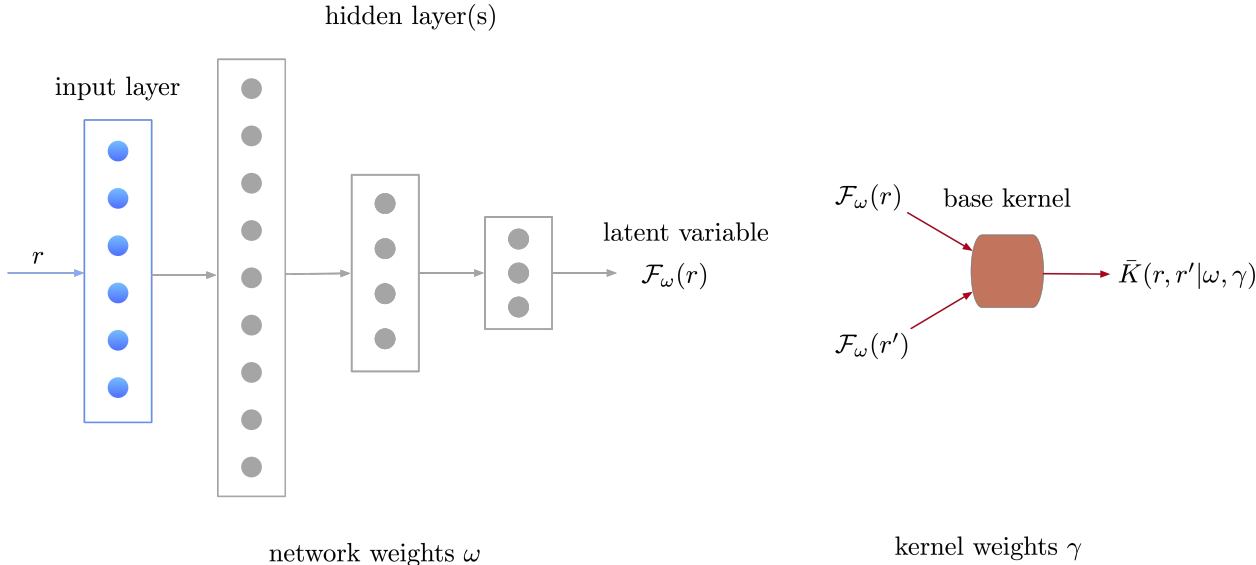 hidden layer(s)
input layer
r
latent variable
ℱ_ω(r)
network weights ω
ℱ_ω(r)
base kernel
K̄(r, r′|ω, γ)
ℱ_ω(r′)
kernel weights γ